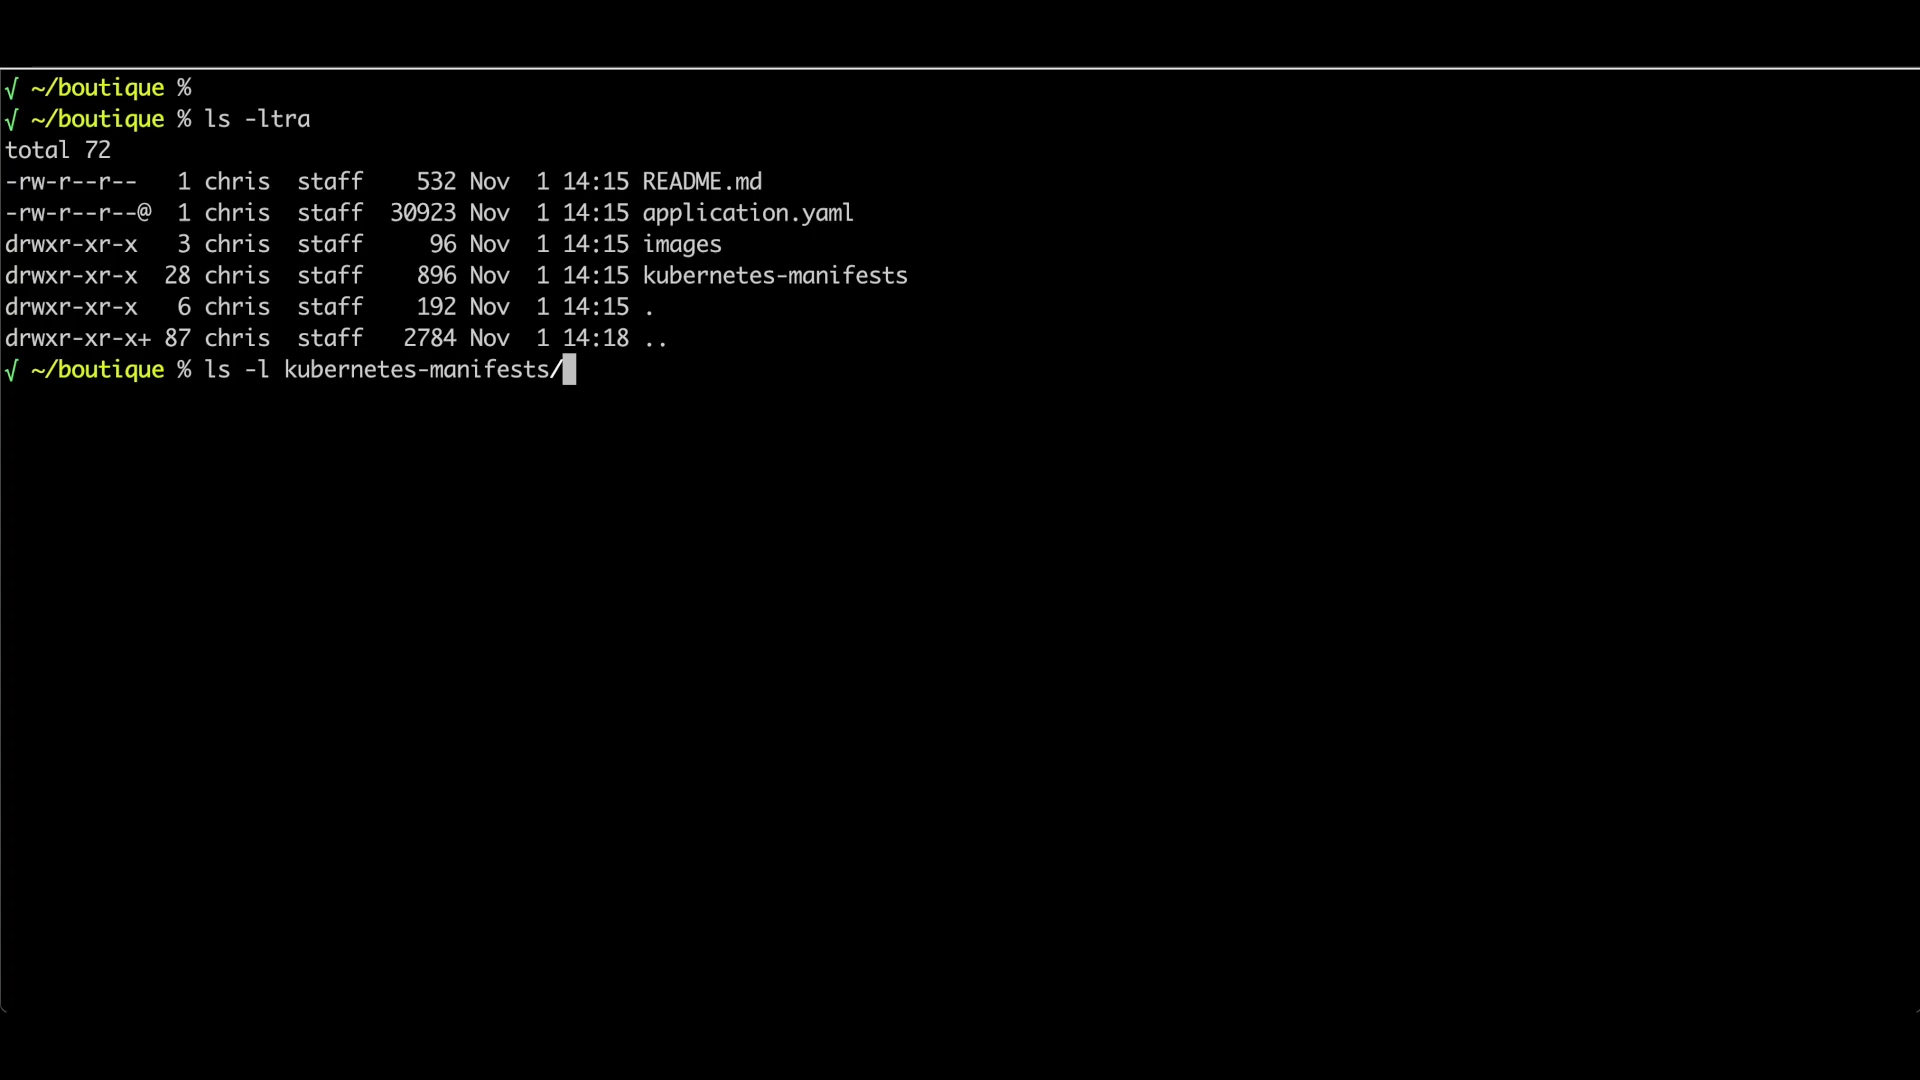 √ ~/boutique %
√ ~/boutique % ls -ltra
total 72
-rw-r--r--   1 chris  staff    532 Nov  1 14:15 README.md
-rw-r--r--@  1 chris  staff  30923 Nov  1 14:15 application.yaml
drwxr-xr-x   3 chris  staff     96 Nov  1 14:15 images
drwxr-xr-x  28 chris  staff    896 Nov  1 14:15 kubernetes-manifests
drwxr-xr-x   6 chris  staff    192 Nov  1 14:15 .
drwxr-xr-x+ 87 chris  staff   2784 Nov  1 14:18 ..
√ ~/boutique % ls -l kubernetes-manifests/